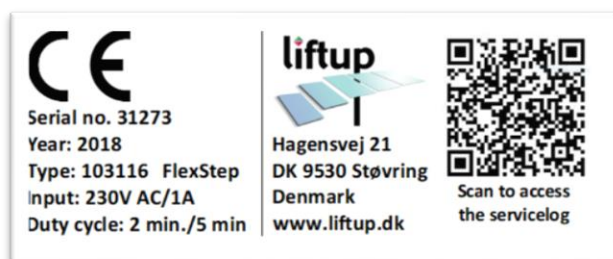 CE
Serial no. 31273
Year: 2018
Type: 103116 FlexStep
Input: 230V AC/1A
Duty cycle: 2 min./5 min
liftup
Hagensvej 21
DK 9530 Støvring
Denmark
www.liftup.dk
Scan to access
the servicelog